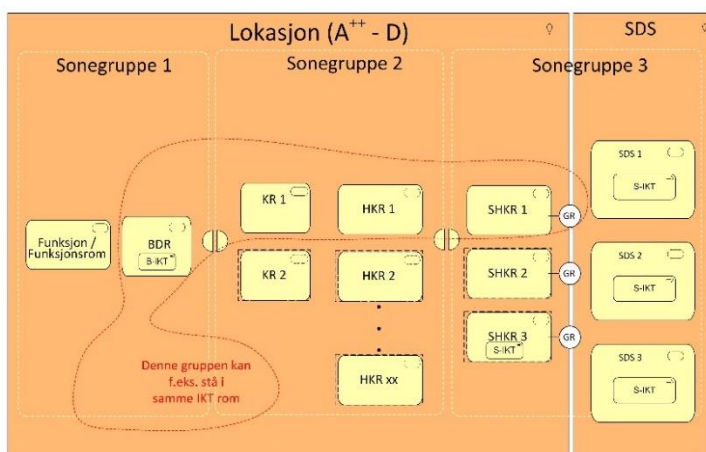 Lokasjon (A++ - D)
SDS
Sonegruppe 1
Sonegruppe 2
Sonegruppe 3
Funksjon /
Funksjonsrom
BDR
B-IKT
KR 1
KR 2
HKR 1
HKR 2
HKR xx
SHKR 1
SHKR 2
SHKR 3
S-IKT
GR
GR
GR
SDS 1
S-IKT
SDS 2
S-IKT
SDS 3
S-IKT
Denne gruppen kan
f.eks. stå i
samme IKT rom